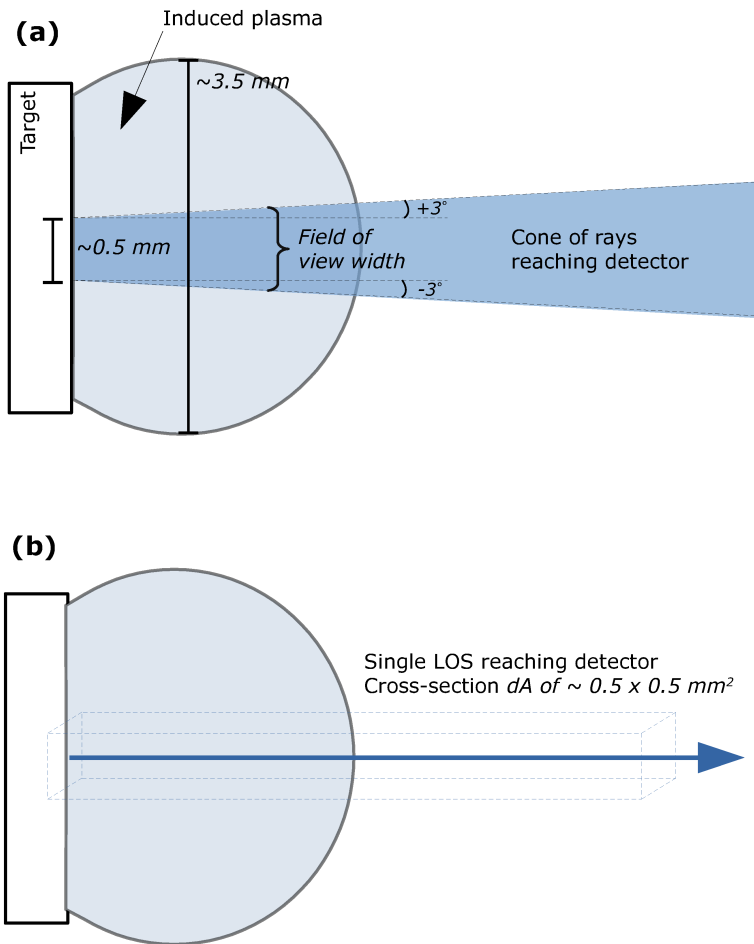 (a)
Induced plasma
~3.5 mm
Target
+3°
~0.5 mm
Field of
view width
Cone of rays
reaching detector
-3°
(b)
Single LOS reaching detector
Cross-section dA of ~ 0.5 x 0.5 mm²